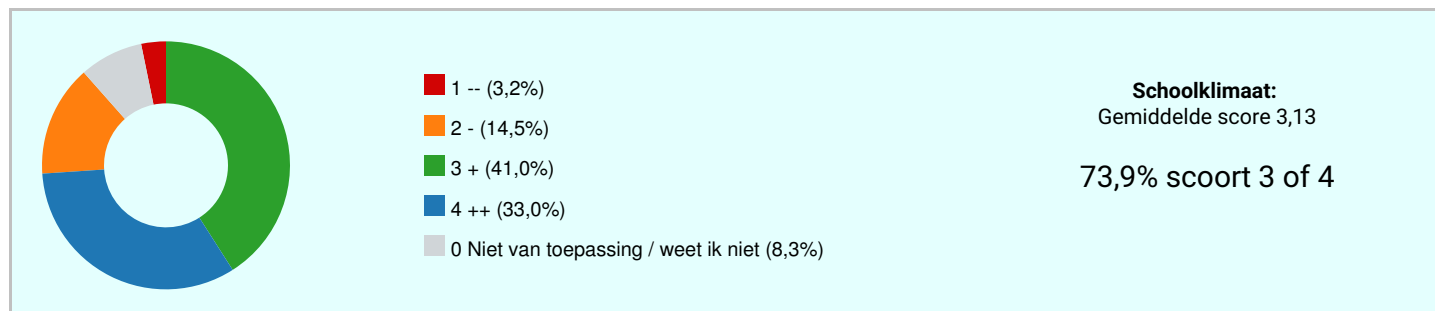 1 -- (3,2%)
2 - (14,5%)
3 + (41,0%)
4 ++ (33,0%)
0 Niet van toepassing / weet ik niet (8,3%)
Schoolklimaat:
Gemiddelde score 3,13
73,9% scoort 3 of 4